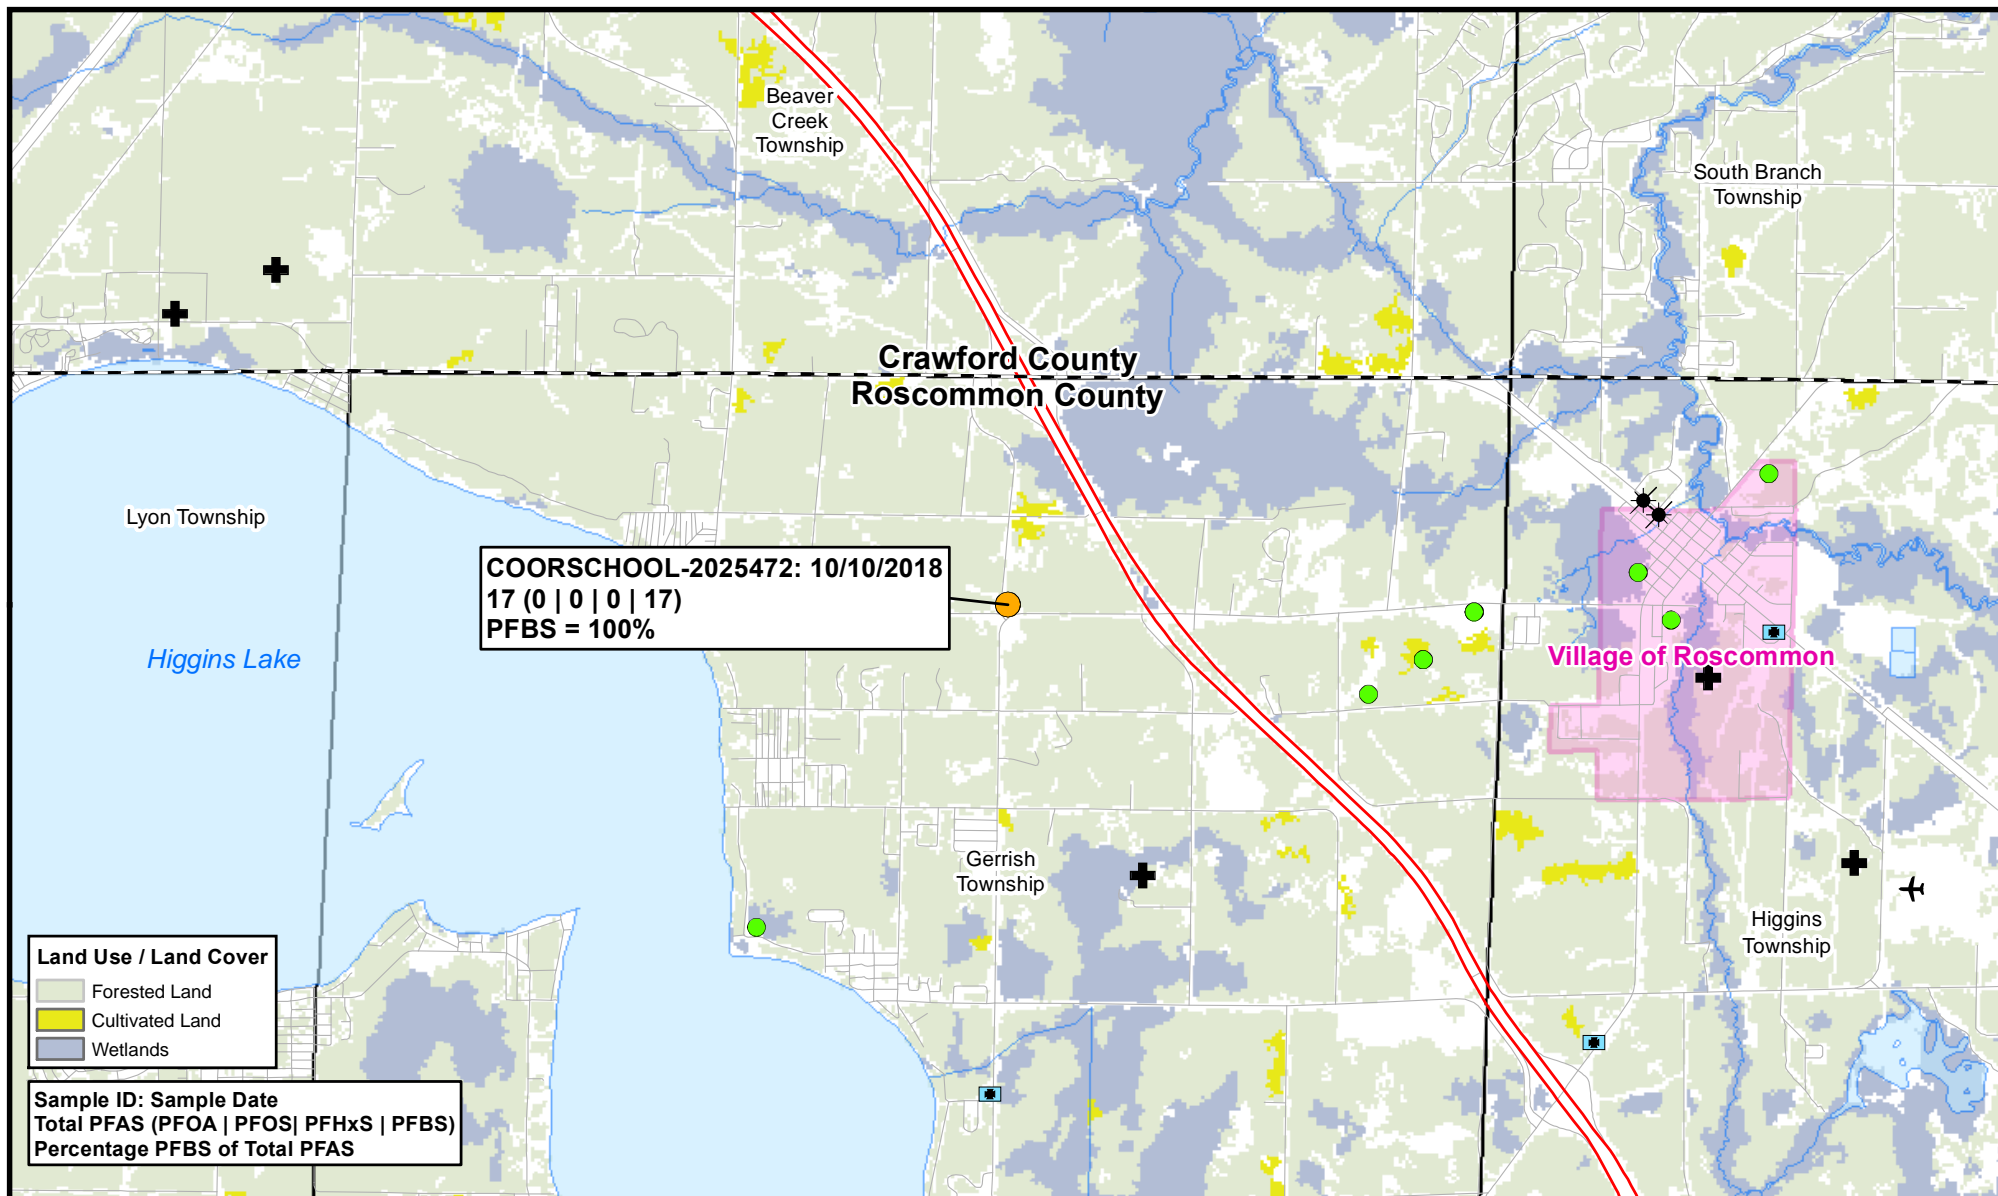 Beaver
Creek
Township
South Branch
Township
Crawford County
Roscommon County
Lyon Township
COORSCHOOL-2025472: 10/10/2018
17 (0 | 0 | 0 | 17)
PFBS = 100%
Higgins Lake
Village of Roscommon
Gerrish
Township
Higgins
Township
Land Use / Land Cover
Forested Land
Cultivated Land
Wetlands
Sample ID: Sample Date
Total PFAS (PFOA | PFOS| PFHxS | PFBS)
Percentage PFBS of Total PFAS